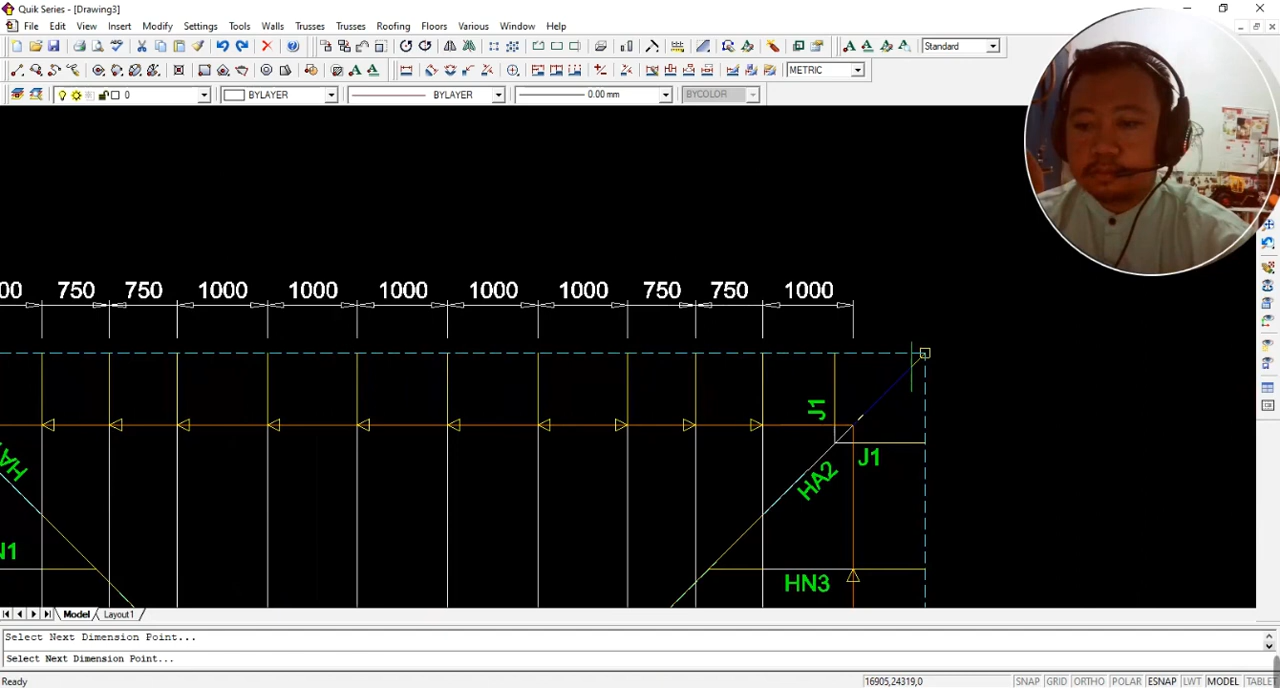 Quik Series - [Drawing3]
File Edit View Insert Modify Settings Tools Walls Trusses Trusses Roofing Floors Various Window Help
Standard
METRIC
0 BYLAYER BYLAYER 0.00 mm BYCOLOR
00 750 750 1000 1000 1000 1000 1000 750 750 1000
J1
J1
HA
HA2
N1
HN3
Model Layout1
Select Next Dimension Point...
Select Next Dimension Point...
Ready 16905,24319,0 SNAP GRID ORTHO POLAR ESNAP LWT MODEL TABLET